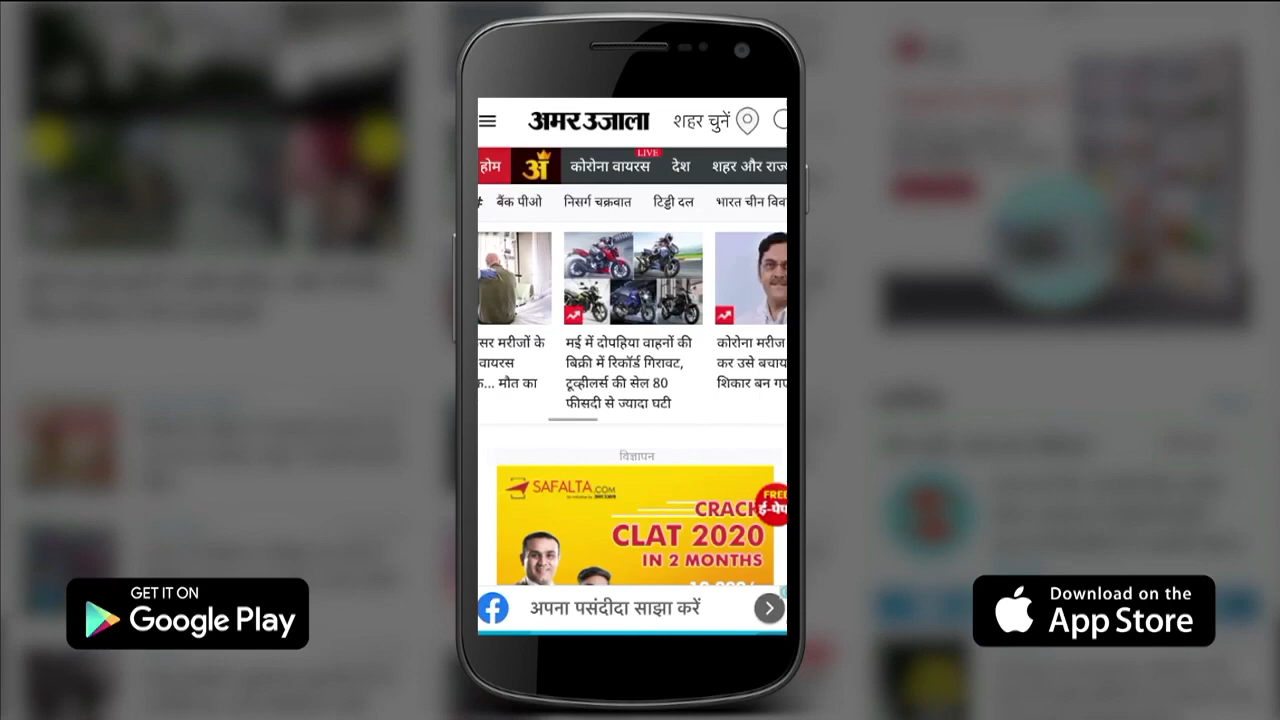 अमर उजाला
शहर चुनें
होम
अं
कोरोना वायरस
LIVE
देश
शहर और राज्
# बैंक पीओ
निसर्ग चक्रवात
टिड्डी दल
भारत चीन विवा
सर मरीजों के
वायरस
क... मौत का
मई में दोपहिया वाहनों की
बिक्री में रिकॉर्ड गिरावट,
टूव्हीलर्स की सेल 80
फीसदी से ज्यादा घटी
कोरोना मरीज
कर उसे बचाय
शिकार बन गए
विज्ञापन
SAFALTA.COM
CRACK
CLAT 2020
IN 2 MONTHS
FREE
ई-पेप
अपना पसंदीदा साझा करें
GET IT ON
Google Play
Download on the
App Store